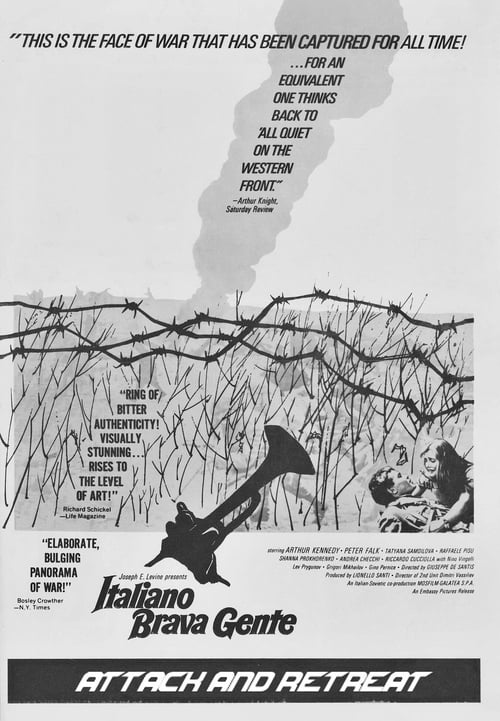 "THIS IS THE FACE OF WAR THAT HAS BEEN CAPTURED FOR ALL TIME!
...FOR AN
EQUIVALENT
ONE THINKS
BACK TO
'ALL QUIET
ON THE
WESTERN
FRONT.'"
—Arthur Knight,
Saturday Review
"RING OF
BITTER
AUTHENTICITY!
VISUALLY
STUNNING...
RISES TO
THE LEVEL
OF ART!"
Richard Schickel
—Life Magazine
"ELABORATE,
BULGING
PANORAMA
OF WAR!"
Bosley Crowther
—N.Y. Times
Joseph E. Levine presents
Italiano
Brava Gente
starring ARTHUR KENNEDY • PETER FALK • TATYANA SAMOILOVA • RAFFAELE PISU
SHANNA PROKHORENKO • ANDREA CHECCHI • RICCARDO CUCCIOLLA with Nino Vingelli
Lev Prygunov • Grigori Mikhailov • Gino Pernice • Directed by GIUSEPPE DE SANTIS
Produced by LIONELLO SANTI • Director of 2nd Unit Dimitri Vassiliev
An Italian-Sovietic co-production MOSFILM-GALATEA S.P.A.
An Embassy Pictures Release
ATTACK AND RETREAT